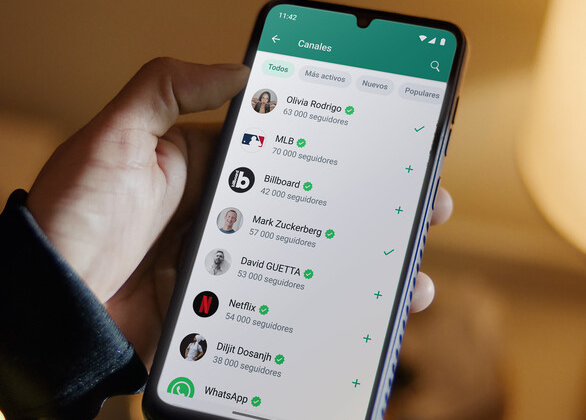 11:42
Canales
Todos
Más activos
Nuevos
Populares
Olivia Rodrigo
63 000 seguidores
MLB
70 000 seguidores
Billboard
42 000 seguidores
Mark Zuckerberg
57 000 seguidores
David GUETTA
53 000 seguidores
Netflix
54 000 seguidores
Diljit Dosanjh
38 000 seguidores
WhatsApp